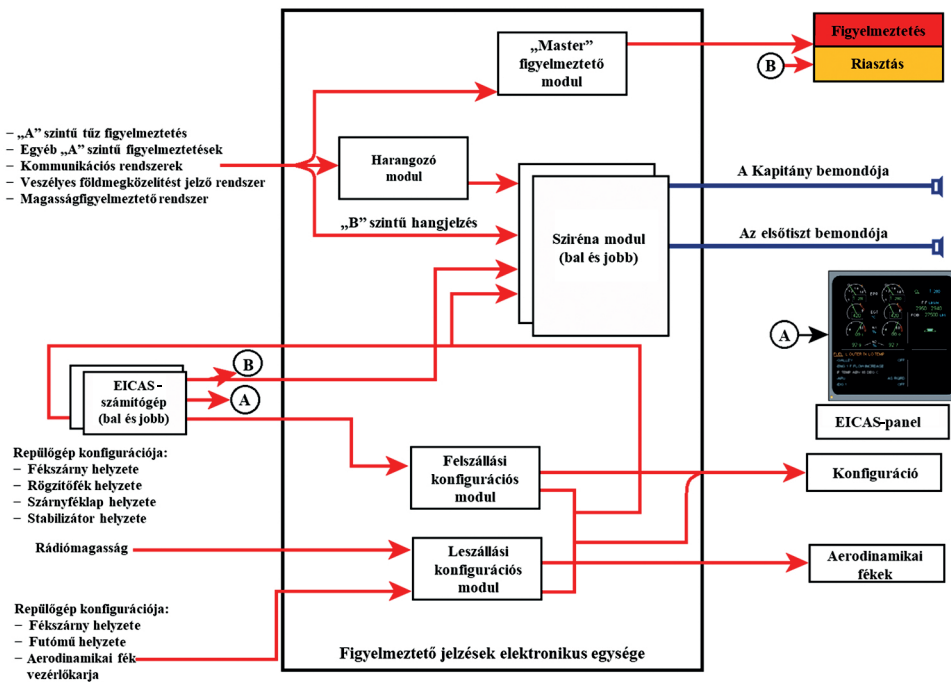 „Master”
figyelmeztető
modul
Figyelmeztetés
Riasztás
B
– „A” szintű tűz figyelmeztetés
– Egyéb „A” szintű figyelmeztetések
– Kommunikációs rendszerek
– Veszélyes földmegközelítést jelző rendszer
– Magasságfigyelmeztető rendszer
Harangozó
modul
„B” szintű hangjelzés
Sziréna modul
(bal és jobb)
A Kapitány bemondója
Az elsőtiszt bemondója
A
EICAS-panel
B
A
EICAS-
számítógép
(bal és jobb)
Repülőgép konfigurációja:
– Fékszárny helyzete
– Rögzítőfék helyzete
– Szárnyféklap helyzete
– Stabilizátor helyzete
Felszállási
konfigurációs
modul
Konfiguráció
Rádiómagasság
Leszállási
konfigurációs
modul
Aerodinamikai
fékek
Repülőgép konfigurációja:
– Fékszárny helyzete
– Futómű helyzete
– Aerodinamikai fék
vezérlőkarja
Figyelmeztető jelzések elektronikus egysége